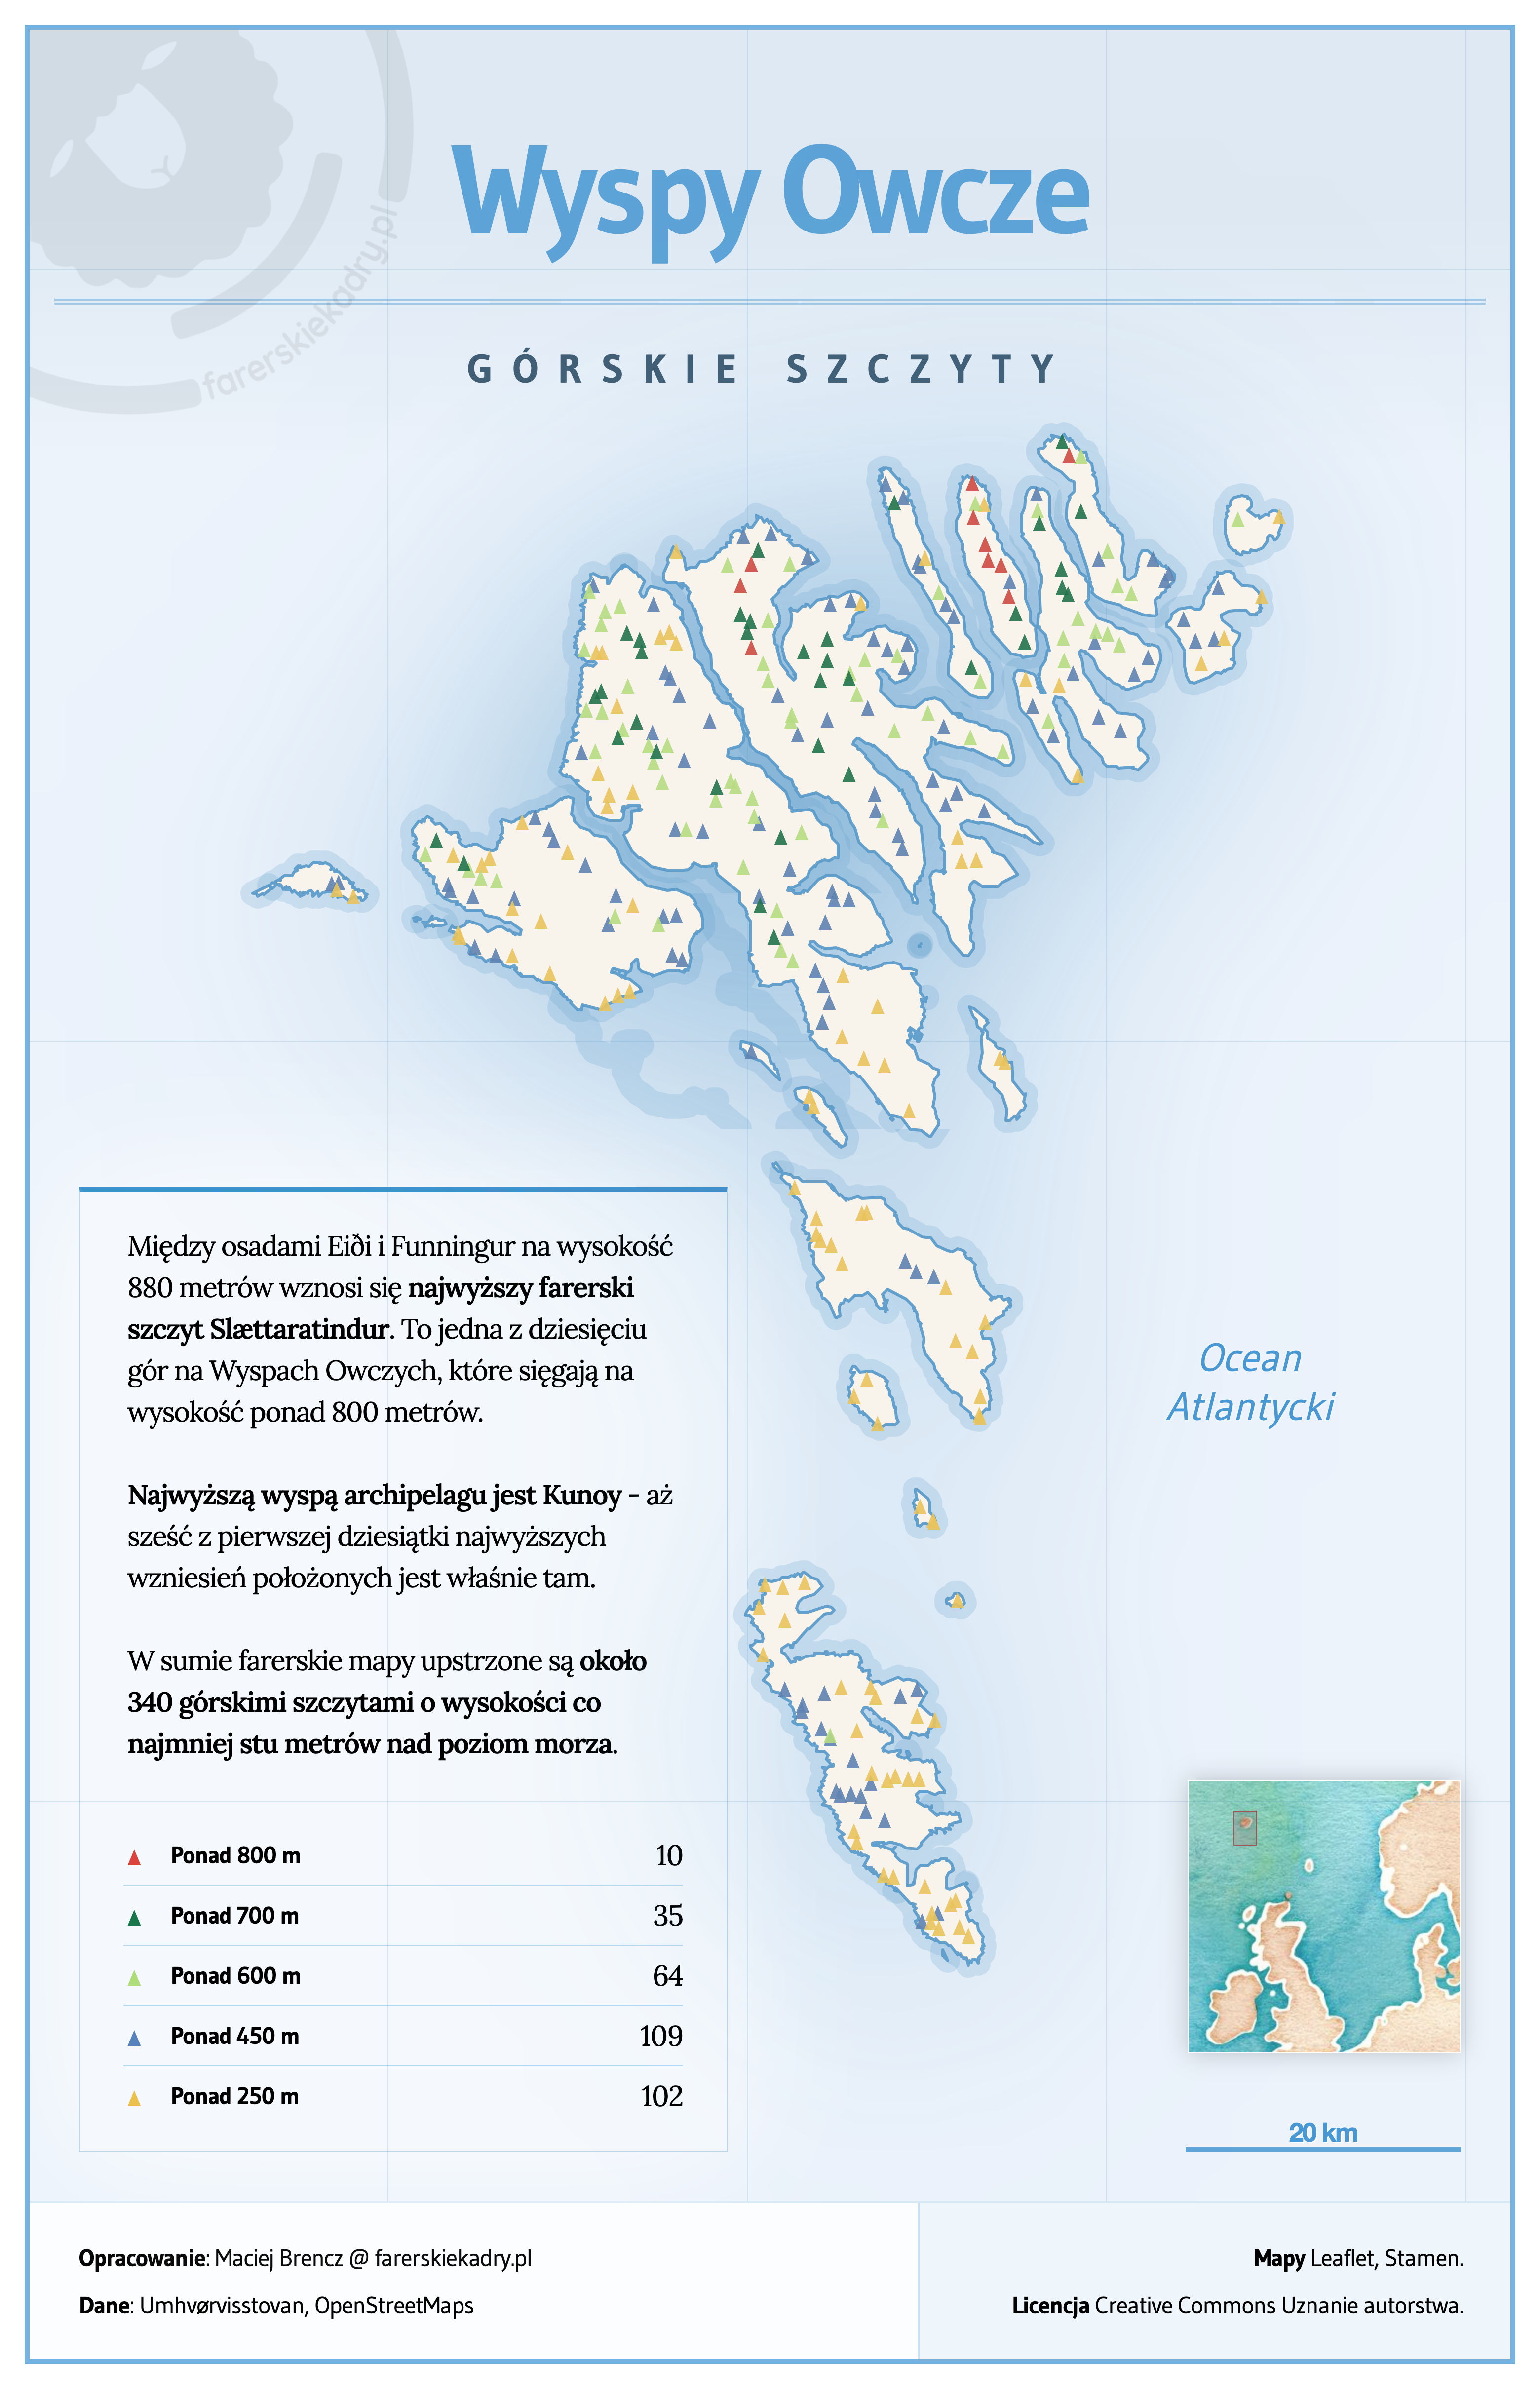 farerskiekadry.pl
Wyspy Owcze
GÓRSKIE SZCZYTY
Między osadami Eiði i Funningur na wysokość
880 metrów wznosi się najwyższy farerski
szczyt Slættaratindur. To jedna z dziesięciu
gór na Wyspach Owczych, które sięgają na
wysokość ponad 800 metrów.
Najwyższą wyspą archipelagu jest Kunoy – aż
sześć z pierwszej dziesiątki najwyższych
wzniesień położonych jest właśnie tam.
W sumie farerskie mapy upstrzone są około
340 górskimi szczytami o wysokości co
najmniej stu metrów nad poziom morza.
Ponad 800 m 10
Ponad 700 m 35
Ponad 600 m 64
Ponad 450 m 109
Ponad 250 m 102
Ocean
Atlantycki
20 km
Opracowanie: Maciej Brencz @ farerskiekadry.pl
Dane: Umhvørvisstovan, OpenStreetMaps
Mapy Leaflet, Stamen.
Licencja Creative Commons Uznanie autorstwa.